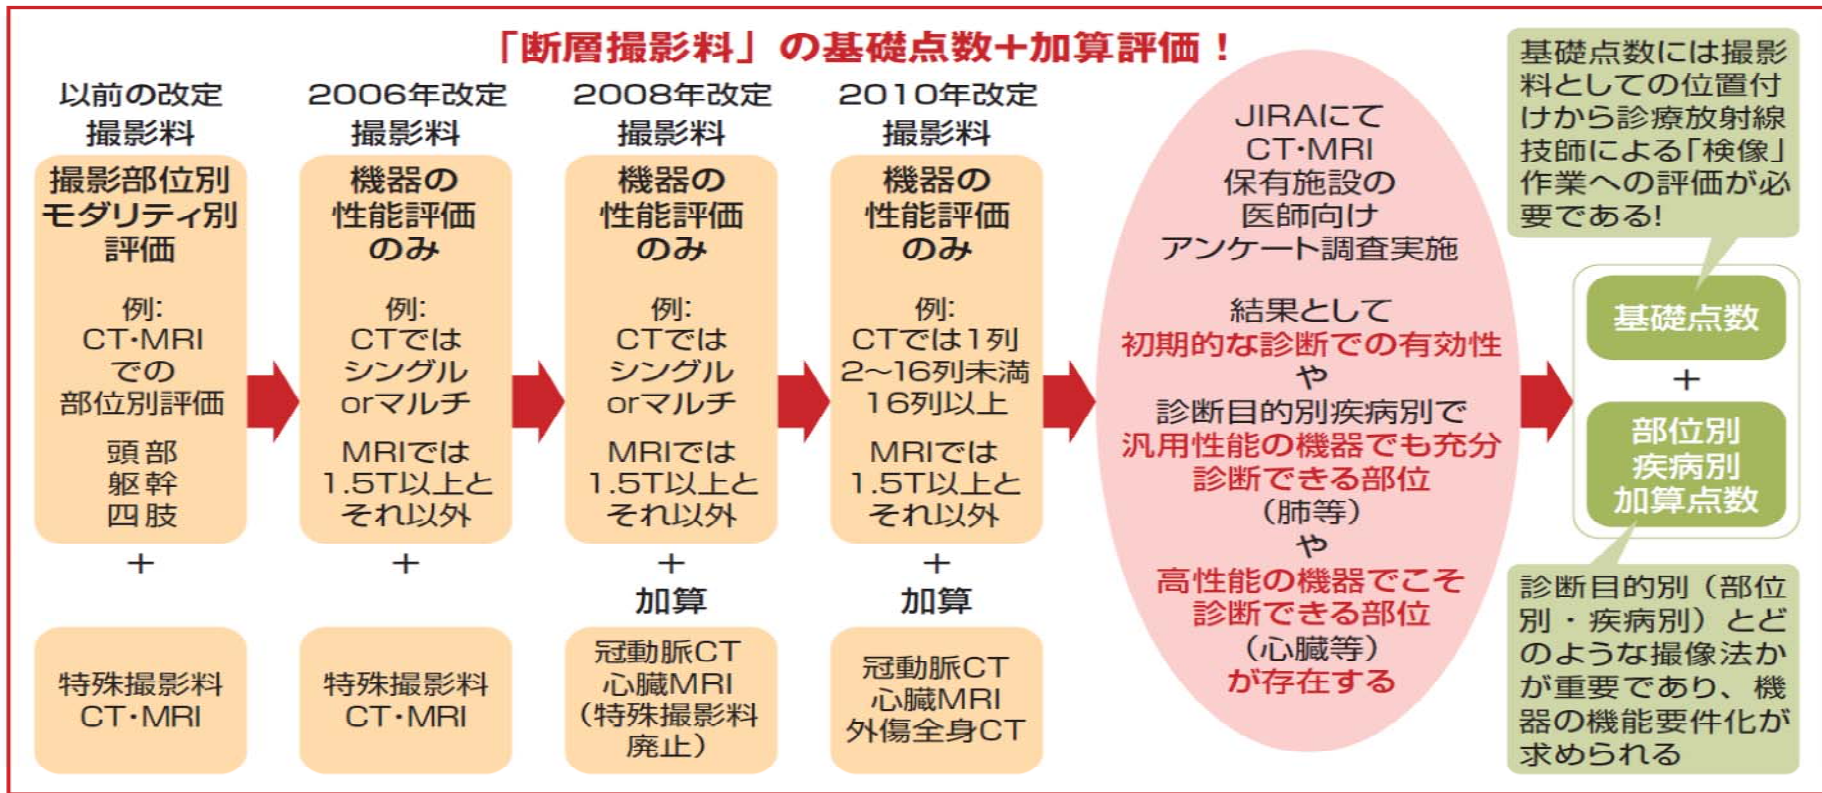 「断層撮影料」の基礎点数＋加算評価！
以前の改定
撮影料
撮影部位別
モダリティ別
評価
例：
CT・MRI
での
部位別評価
頭部
躯幹
四肢
＋
特殊撮影料
CT・MRI
2006年改定
撮影料
機器の
性能評価
のみ
例：
CTでは
シングル
orマルチ
MRIでは
1.5T以上と
それ以外
＋
特殊撮影料
CT・MRI
2008年改定
撮影料
機器の
性能評価
のみ
例：
CTでは
シングル
orマルチ
MRIでは
1.5T以上と
それ以外
＋
加算
冠動脈CT
心臓MRI
（特殊撮影料
廃止）
2010年改定
撮影料
機器の
性能評価
のみ
例：
CTでは1列
2～16列未満
16列以上
MRIでは
1.5T以上と
それ以外
＋
加算
冠動脈CT
心臓MRI
外傷全身CT
JIRAにて
CT・MRI
保有施設の
医師向け
アンケート調査実施
結果として
初期的な診断での有効性
や
診断目的別疾病別で
汎用性能の機器でも充分
診断できる部位
（肺等）
や
高性能の機器でこそ
診断できる部位
（心臓等）
が存在する
基礎点数には撮影
料としての位置付
けから診療放射線
技師による「検像」
作業への評価が必
要である！
基礎点数
＋
部位別
疾病別
加算点数
診断目的別（部位
別・疾病別）とど
のような撮像法か
が重要であり、機
器の機能要件化が
求められる